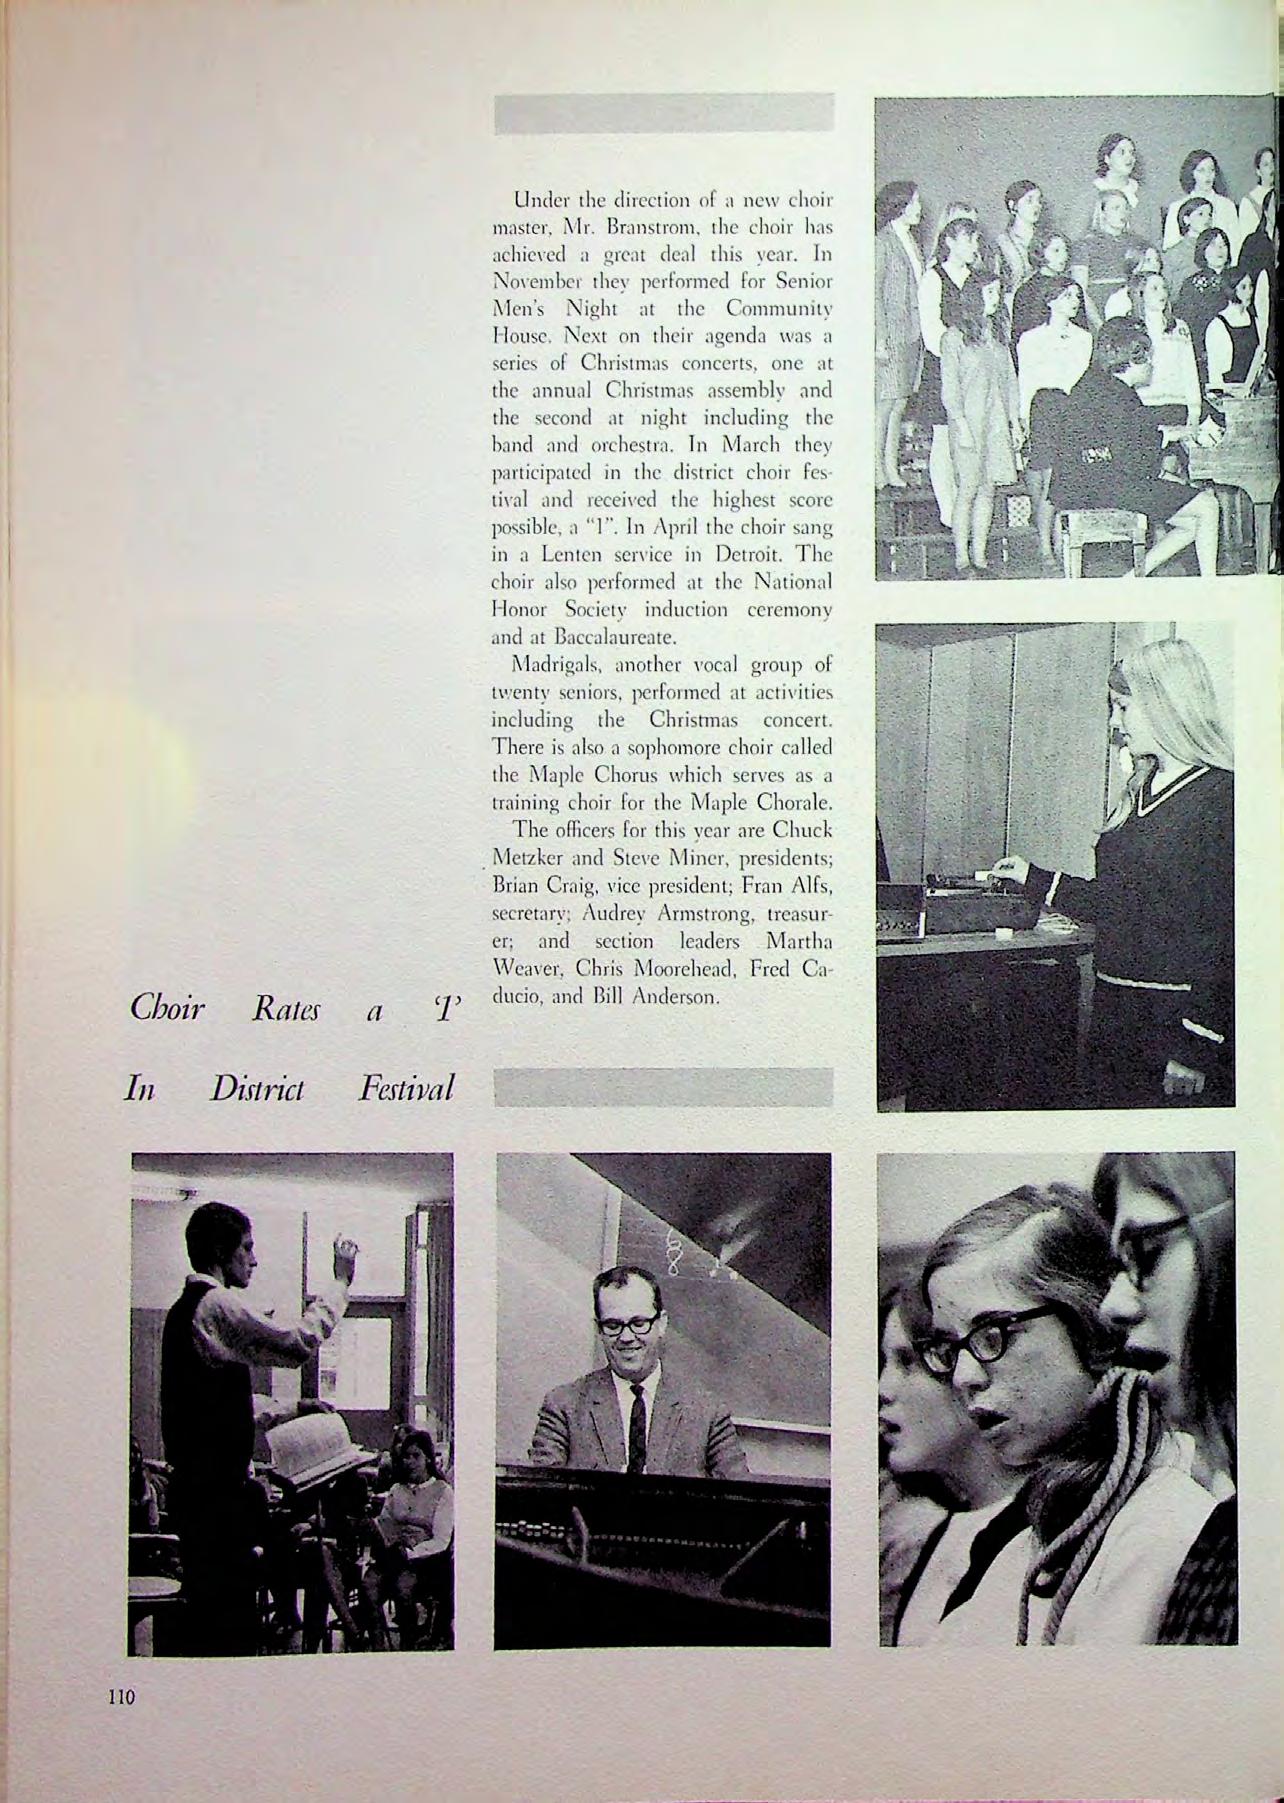 Under the direction of a new choir
master, Mr. Branstrom, the choir has
achieved a great deal this year. In
November they performed for Senior
Men's Night at the Community
House. Next on their agenda was a
series of Christmas concerts, one at
the annual Christmas assembly and
the second at night including the
band and orchestra. In March they
participated in the district choir fes-
tival and received the highest score
possible, a "1". In April the choir sang
in a Lenten service in Detroit. The
choir also performed at the National
Honor Society induction ceremony
and at Baccalaureate.
Madrigals, another vocal group of
twenty seniors, performed at activities
including the Christmas concert.
There is also a sophomore choir called
the Maple Chorus which serves as a
training choir for the Maple Chorale.
The officers for this year are Chuck
Metzker and Steve Miner, presidents;
Brian Craig, vice president; Fran Alfs,
secretary; Audrey Armstrong, treasur-
er; and section leaders Martha
Weaver, Chris Moorehead, Fred Ca-
ducio, and Bill Anderson.
Choir Rates a '1'
In District Festival
110